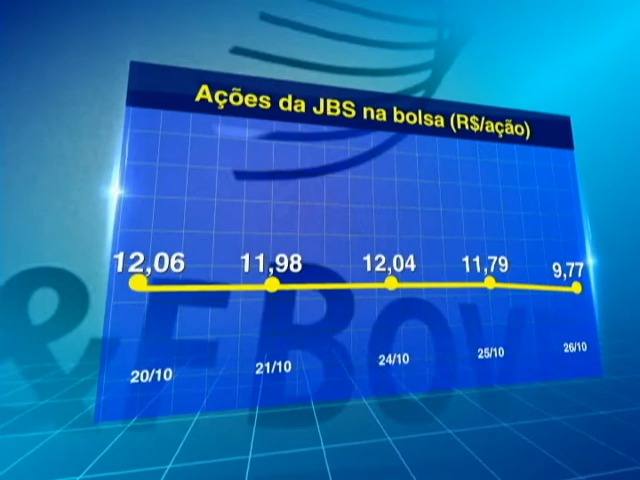 Ações da JBS na bolsa (R$/ação)
12,06 11,98 12,04 11,79 9,77
20/10 21/10 24/10 25/10 26/10
&FBOV